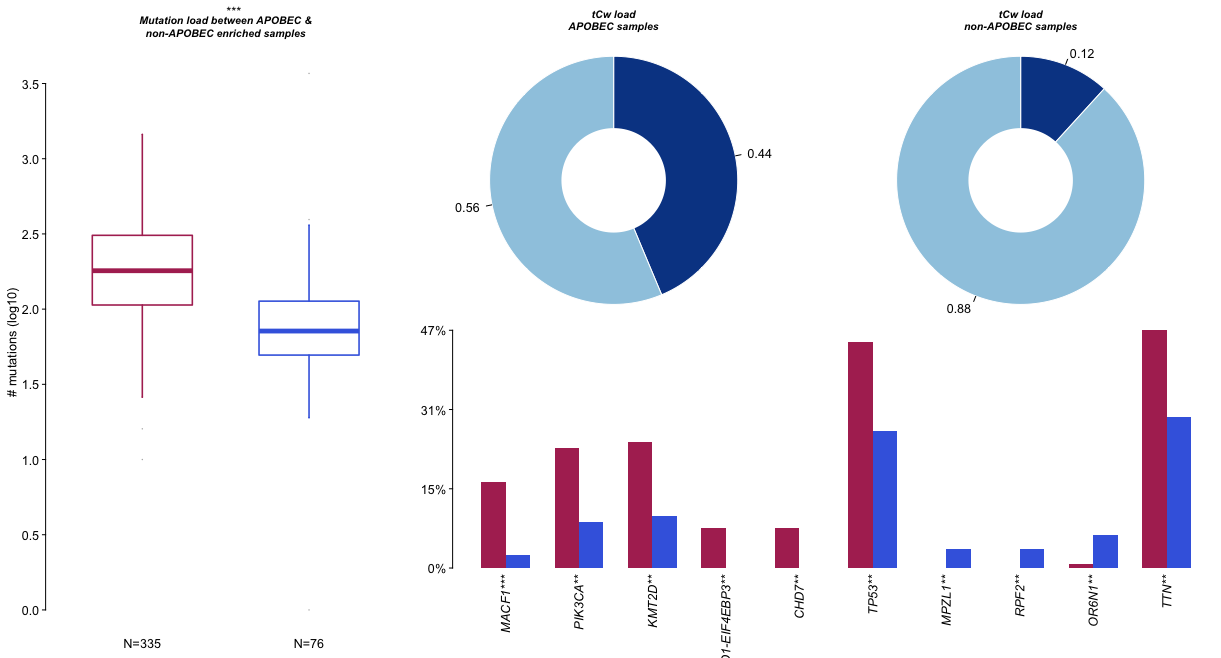 ***
Mutation load between APOBEC &
non-APOBEC enriched samples
# mutations (log10)
3.5
3.0
2.5
2.0
1.5
1.0
0.5
0.0
N=335
N=76
tCw load
APOBEC samples
0.44
0.56
tCw load
non-APOBEC samples
0.12
0.88
47%
31%
15%
0%
MACF1***
PIK3CA**
KMT2D**
D1-EIF4EBP3**
CHD7**
TP53**
MPZL1**
RPF2**
OR6N1**
TTN**